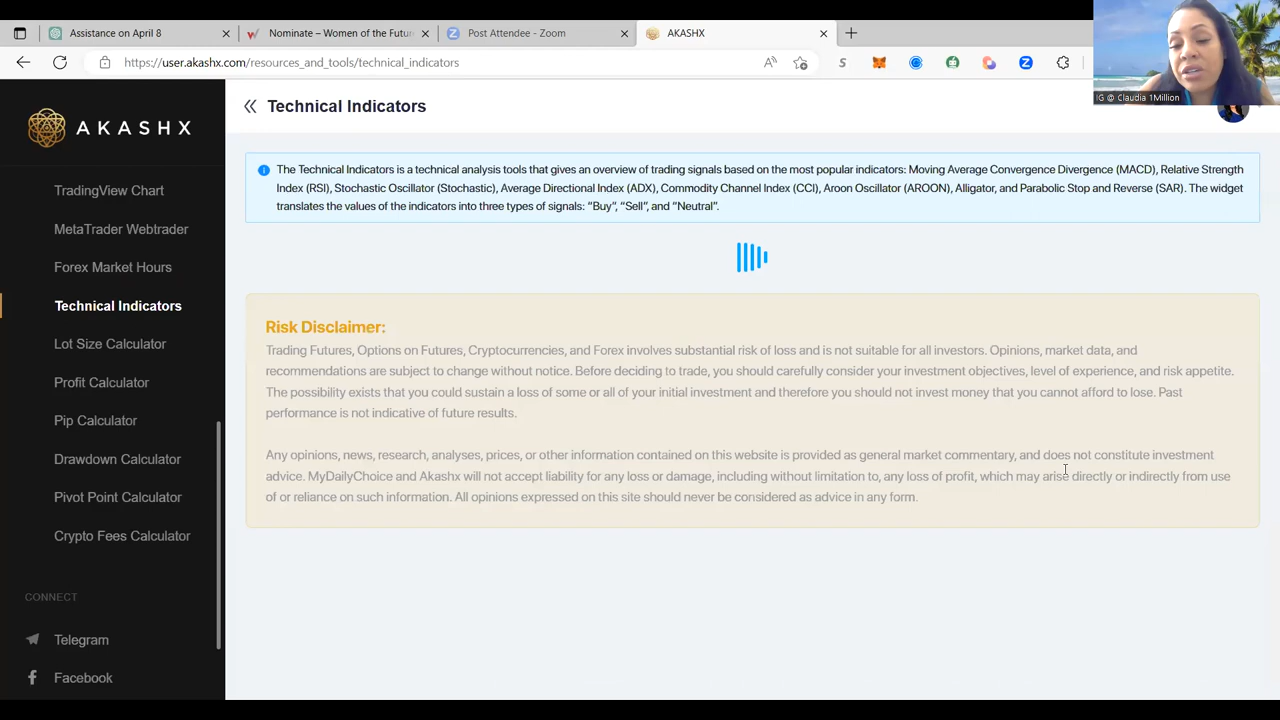 Assistance on April 8
Nominate – Women of the Futur
Post Attendee - Zoom
AKASHX
https://user.akashx.com/resources_and_tools/technical_indicators
IG @ Claudia 1Million
AKASHX
Technical Indicators
The Technical Indicators is a technical analysis tools that gives an overview of trading signals based on the most popular indicators: Moving Average Convergence Divergence (MACD), Relative Strength
Index (RSI), Stochastic Oscillator (Stochastic), Average Directional Index (ADX), Commodity Channel Index (CCI), Aroon Oscillator (AROON), Alligator, and Parabolic Stop and Reverse (SAR). The widget
translates the values of the indicators into three types of signals: "Buy", "Sell", and "Neutral".
TradingView Chart
MetaTrader Webtrader
Forex Market Hours
Technical Indicators
Lot Size Calculator
Profit Calculator
Pip Calculator
Drawdown Calculator
Pivot Point Calculator
Crypto Fees Calculator
CONNECT
Telegram
Facebook
Risk Disclaimer:
Trading Futures, Options on Futures, Cryptocurrencies, and Forex involves substantial risk of loss and is not suitable for all investors. Opinions, market data, and
recommendations are subject to change without notice. Before deciding to trade, you should carefully consider your investment objectives, level of experience, and risk appetite.
The possibility exists that you could sustain a loss of some or all of your initial investment and therefore you should not invest money that you cannot afford to lose. Past
performance is not indicative of future results.
Any opinions, news, research, analyses, prices, or other information contained on this website is provided as general market commentary, and does not constitute investment
advice. MyDailyChoice and Akashx will not accept liability for any loss or damage, including without limitation to, any loss of profit, which may arise directly or indirectly from use
of or reliance on such information. All opinions expressed on this site should never be considered as advice in any form.